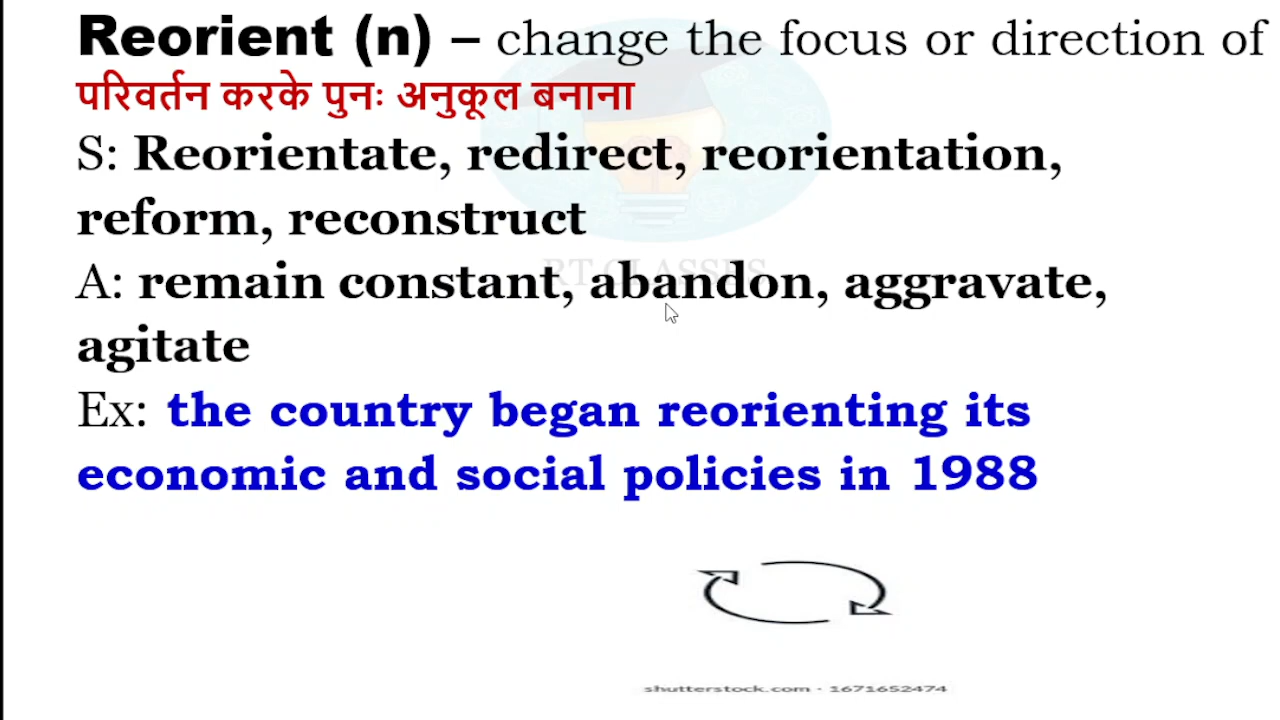 Reorient (n) – change the focus or direction of
परिवर्तन करके पुनः अनुकूल बनाना
S: Reorientate, redirect, reorientation,
reform, reconstruct
RT CLASSES
A: remain constant, abandon, aggravate,
agitate
Ex: the country began reorienting its
economic and social policies in 1988
shutterstock.com · 1671652474